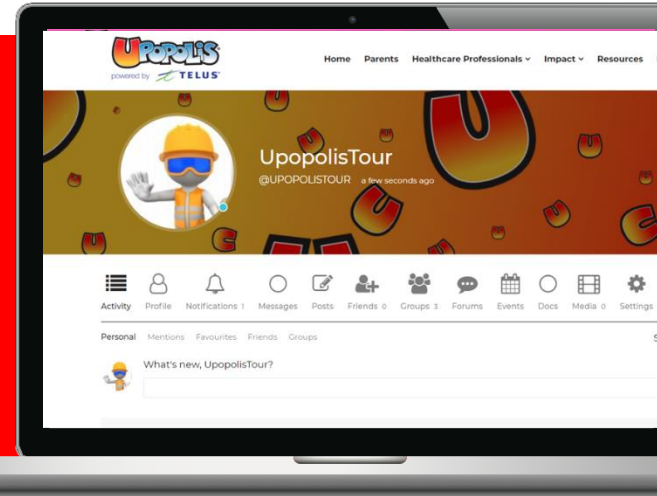 UPOPOLIS
powered by TELUS
Home Parents Healthcare Professionals Impact Resources
UpopolisTour
@UPOPOLISTOUR a few seconds ago
Activity Profile Notifications 1 Messages Posts Friends 0 Groups 3 Forums Events Docs Media 0 Settings
Personal Mentions Favourites Friends Groups
What's new, UpopolisTour?